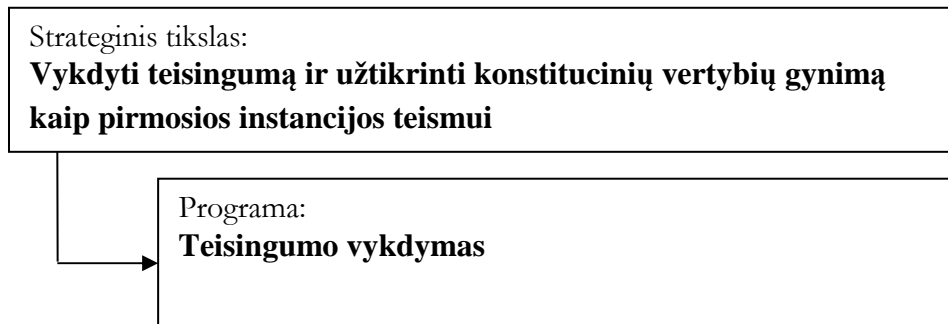 Strateginis tikslas:
Vykdyti teisingumą ir užtikrinti konstitucinių vertybių gynimą
kaip pirmosios instancijos teismui
Programa:
Teisingumo vykdymas